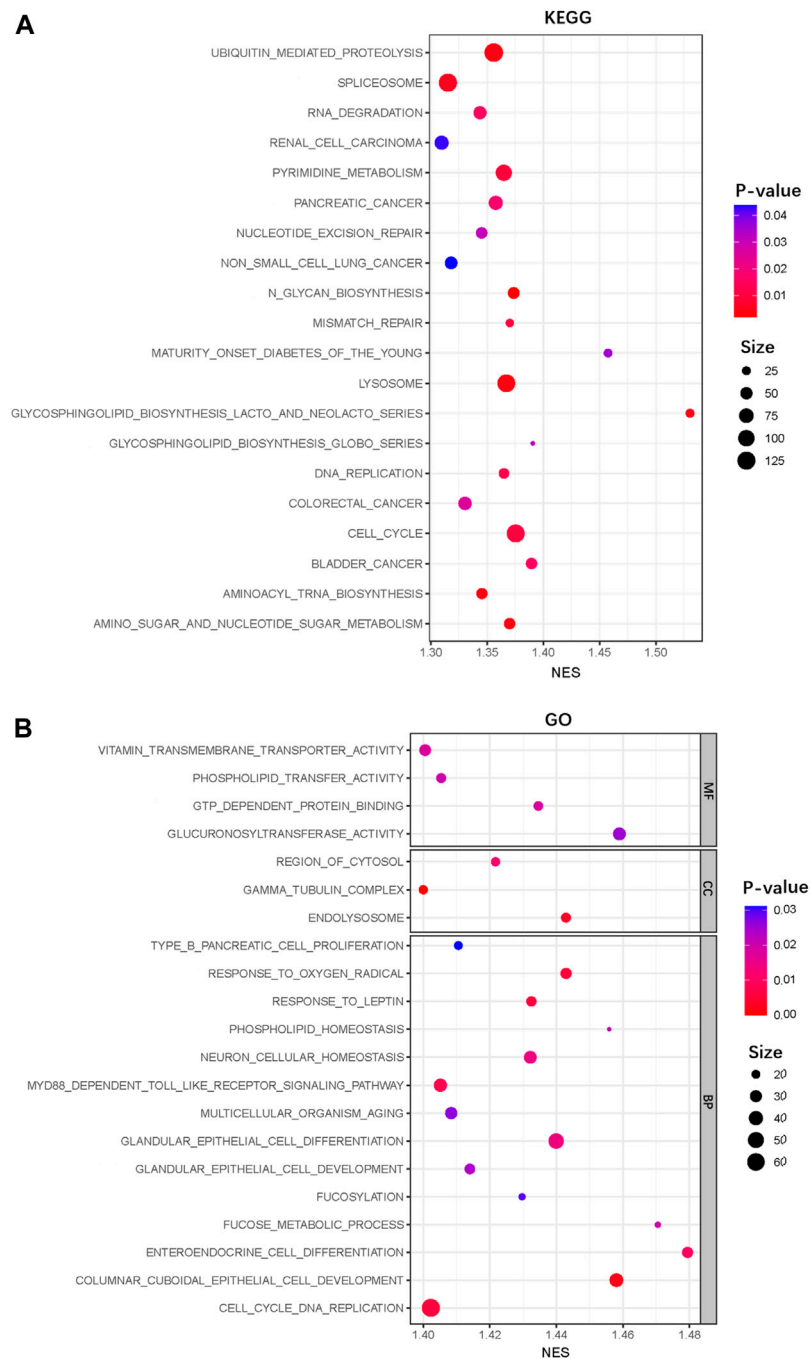 A
KEGG
UBIQUITIN_MEDIATED_PROTEOLYSIS
SPLICEOSOME
RNA_DEGRADATION
RENAL_CELL_CARCINOMA
PYRIMIDINE_METABOLISM
PANCREATIC_CANCER
NUCLEOTIDE_EXCISION_REPAIR
NON_SMALL_CELL_LUNG_CANCER
N_GLYCAN_BIOSYNTHESIS
MISMATCH_REPAIR
MATURITY_ONSET_DIABETES_OF_THE_YOUNG
LYSOSOME
GLYCOSPHINGOLIPID_BIOSYNTHESIS_LACTO_AND_NEOLACTO_SERIES
GLYCOSPHINGOLIPID_BIOSYNTHESIS_GLOBO_SERIES
DNA_REPLICATION
COLORECTAL_CANCER
CELL_CYCLE
BLADDER_CANCER
AMINOACYL_TRNA_BIOSYNTHESIS
AMINO_SUGAR_AND_NUCLEOTIDE_SUGAR_METABOLISM
1.30 1.35 1.40 1.45 1.50
NES
P-value
0.04
0.03
0.02
0.01
Size
25
50
75
100
125
B
GO
VITAMIN_TRANSMEMBRANE_TRANSPORTER_ACTIVITY
PHOSPHOLIPID_TRANSFER_ACTIVITY
GTP_DEPENDENT_PROTEIN_BINDING
GLUCURONOSYLTRANSFERASE_ACTIVITY
MF
REGION_OF_CYTOSOL
GAMMA_TUBULIN_COMPLEX
ENDOLYSOSOME
CC
TYPE_B_PANCREATIC_CELL_PROLIFERATION
RESPONSE_TO_OXYGEN_RADICAL
RESPONSE_TO_LEPTIN
PHOSPHOLIPID_HOMEOSTASIS
NEURON_CELLULAR_HOMEOSTASIS
MYD88_DEPENDENT_TOLL_LIKE_RECEPTOR_SIGNALING_PATHWAY
MULTICELLULAR_ORGANISM_AGING
GLANDULAR_EPITHELIAL_CELL_DIFFERENTIATION
GLANDULAR_EPITHELIAL_CELL_DEVELOPMENT
FUCOSYLATION
FUCOSE_METABOLIC_PROCESS
ENTEROENDOCRINE_CELL_DIFFERENTIATION
COLUMNAR_CUBOIDAL_EPITHELIAL_CELL_DEVELOPMENT
CELL_CYCLE_DNA_REPLICATION
BP
1.40 1.42 1.44 1.46 1.48
NES
P-value
0.03
0.02
0.01
0.00
Size
20
30
40
50
60